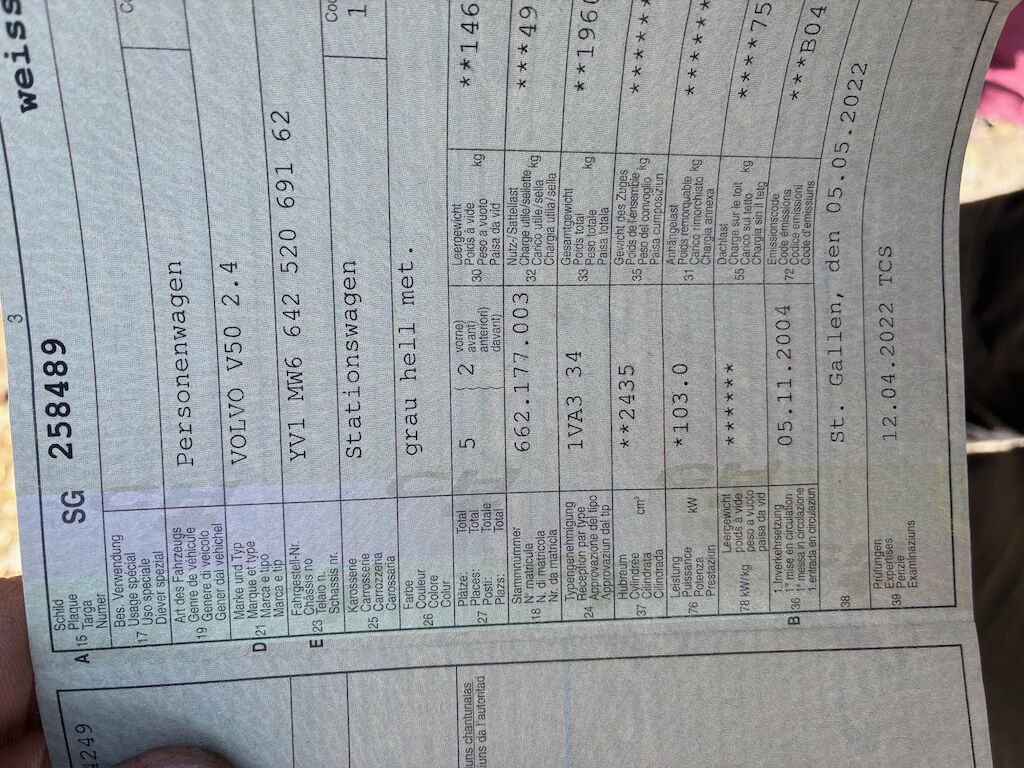 3
weiss
A
Schild
Plaque
15 Targa
Numer
SG 258489
Bes. Verwendung
Usage spécial
17 Uso speciale
Diever spezial
Art des Fahrzeugs
Genre de véhicule
19 Genere di veicolo
Gener dal vehichel
Personenwagen
D
Marke und Typ
Marque et type
21 Marca e tipo
Marca e tip
VOLVO V50 2.4
E
Fahrgestell-Nr.
Châssis no
23 Telaio n.
Schassis nr.
YV1 MW6 642 520 691 62
Karosserie
Carrosserie
25 Carrozzeria
Carossaria
Stationswagen
1
Farbe
Couleur
26 Colore
Colur
grau hell met.
Plätze: Total
Places: Total
27 Posti: Totale
Plazs: Total
5
2
vorne)
avant)
anteriori)
davant)
Leergewicht
Poids à vide
30 Peso a vuoto kg
Paisa da vid
**146
Stammnummer
N° matricule
18 N. di matricola
Nr. da matricla
662.177.003
Nutz-/Sattellast
Charge utile/sellette
32 Carico utile/sella kg
Chargia utila/sella
***49
Typengenehmigung
Réception par type
24 Approvazione del tipo
Approvaziun dal tip
1VA3 34
Gesamtgewicht
Poids total
33 Peso totale kg
Paisa totala
**196
Hubraum
Cylindrée
37 Cilindrata cm³
Cilindrada
**2435
Gewicht des Zuges
Poids de l'ensemble
35 Peso del convoglio kg
Paisa cumposiziun
Leistung
Puissance
76 Potenza kW
Prestaziun
*103.0
Anhängelast
Poids remorquable
31 Carico rimorchiato kg
Chargia annexa
Leergewicht
poids à vide
78 kW/kg peso a vuoto
paisa da vid
*******
Dachlast
Charge sur le toit
55 Carico sul tetto kg
Chargia sin il tetg
****75
B
1. Inverkehrsetzung
1re mise en circulation
36 1a messa in circolazione
1. entrada en circulaziun
05.11.2004
Emissionscode
Code émissions
72 Codice emissioni
Code d'emissiuns
***B04
38
St. Gallen, den 05.05.2022
Prüfungen
Expertises
39 Perizie
Examinaziuns
12.04.2022 TCS
4249
uns chantunalas
iuns da l'autoritad